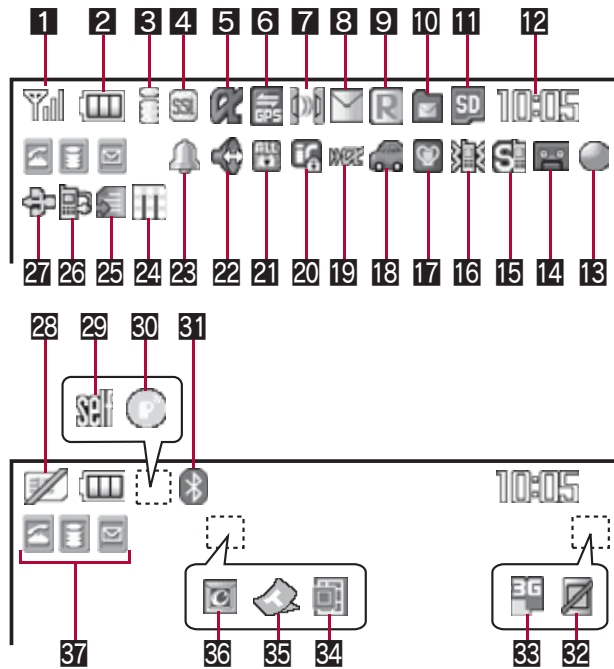 1 2 3 4 5 6 7 8 9 10 11 12
SSL α GPS R SD 10:05
ALL S
27 26 25 24 23 22 21 20 19 18 17 16 15 14 13
28 29 30 31
self P
10:05
3G
37 36 35 34 33 32